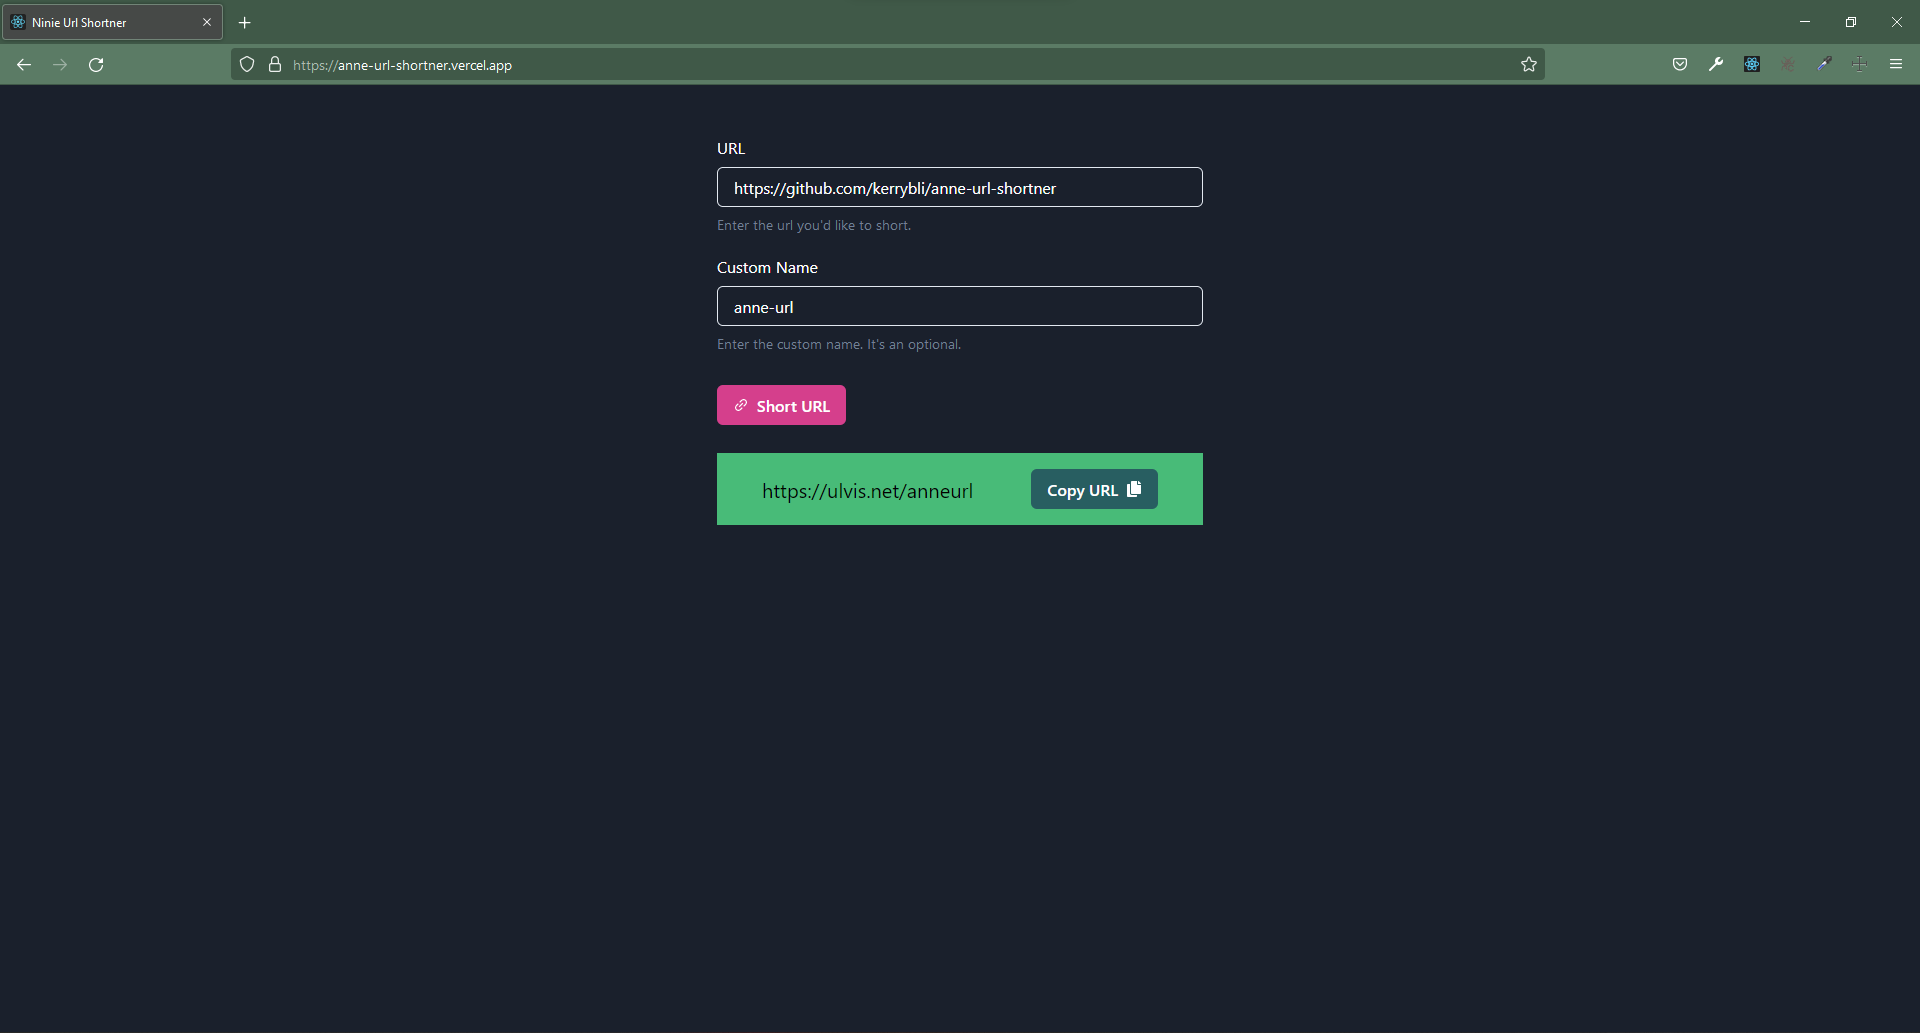 Ninie Url Shortner
https://anne-url-shortner.vercel.app
URL
https://github.com/kerrybli/anne-url-shortner
Enter the url you'd like to short.
Custom Name
anne-url
Enter the custom name. It's an optional.
Short URL
https://ulvis.net/anneurl
Copy URL